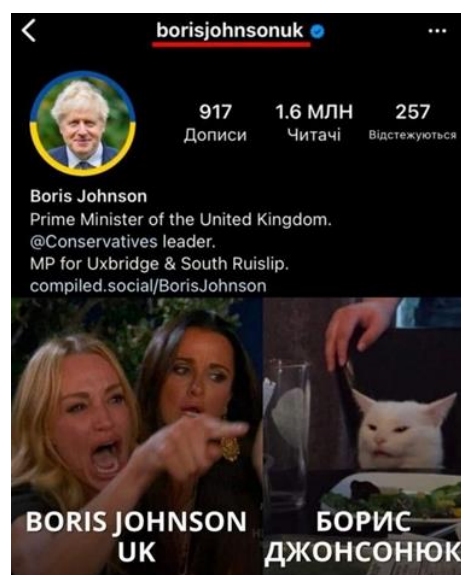 borisjohnsonuk
917 1.6 МЛН 257
Дописи Читачі Відстежуються
Boris Johnson
Prime Minister of the United Kingdom.
@Conservatives leader.
MP for Uxbridge & South Ruislip.
compiled.social/BorisJohnson
BORIS JOHNSON
UK
БОРИС
ДЖОНСОНЮК